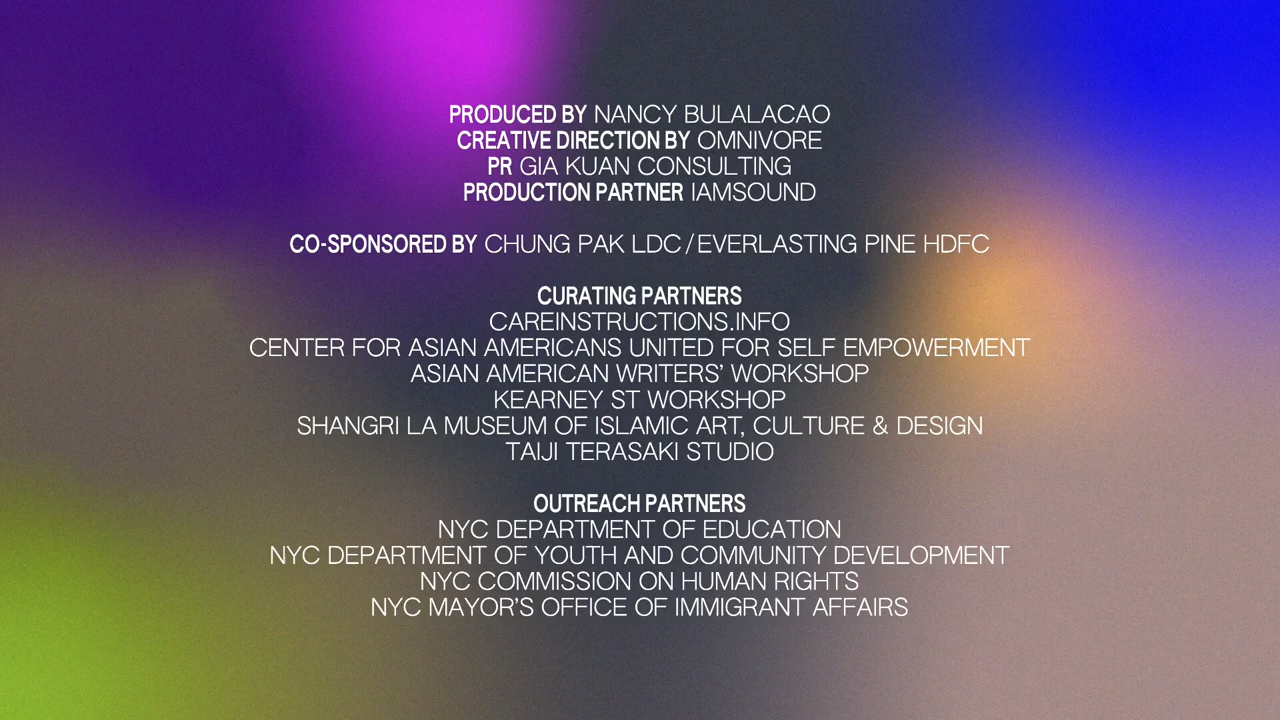 PRODUCED BY NANCY BULALACAO
CREATIVE DIRECTION BY OMNIVORE
PR GIA KUAN CONSULTING
PRODUCTION PARTNER IAMSOUND
CO-SPONSORED BY CHUNG PAK LDC/EVERLASTING PINE HDFC
CURATING PARTNERS
CAREINSTRUCTIONS.INFO
CENTER FOR ASIAN AMERICANS UNITED FOR SELF EMPOWERMENT
ASIAN AMERICAN WRITERS’ WORKSHOP
KEARNEY ST WORKSHOP
SHANGRI LA MUSEUM OF ISLAMIC ART, CULTURE & DESIGN
TAIJI TERASAKI STUDIO
OUTREACH PARTNERS
NYC DEPARTMENT OF EDUCATION
NYC DEPARTMENT OF YOUTH AND COMMUNITY DEVELOPMENT
NYC COMMISSION ON HUMAN RIGHTS
NYC MAYOR’S OFFICE OF IMMIGRANT AFFAIRS